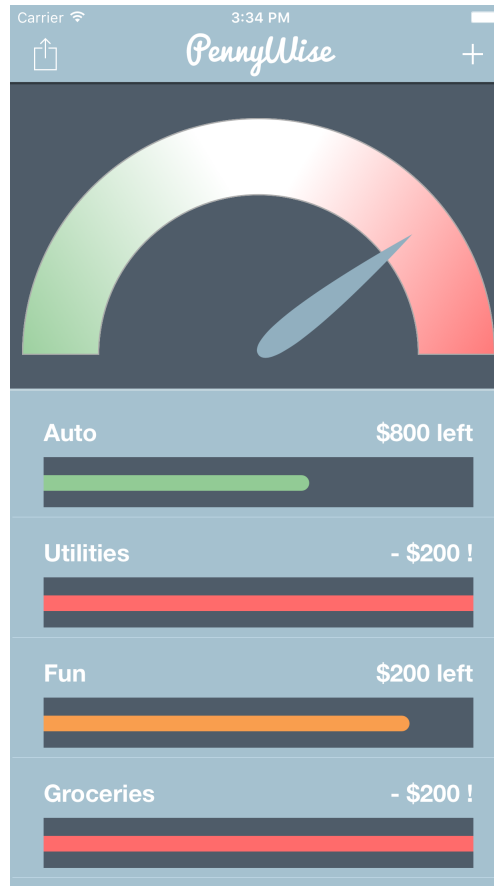 Carrier 3:34 PM
PennyWise
Auto $800 left
Utilities - $200 !
Fun $200 left
Groceries - $200 !